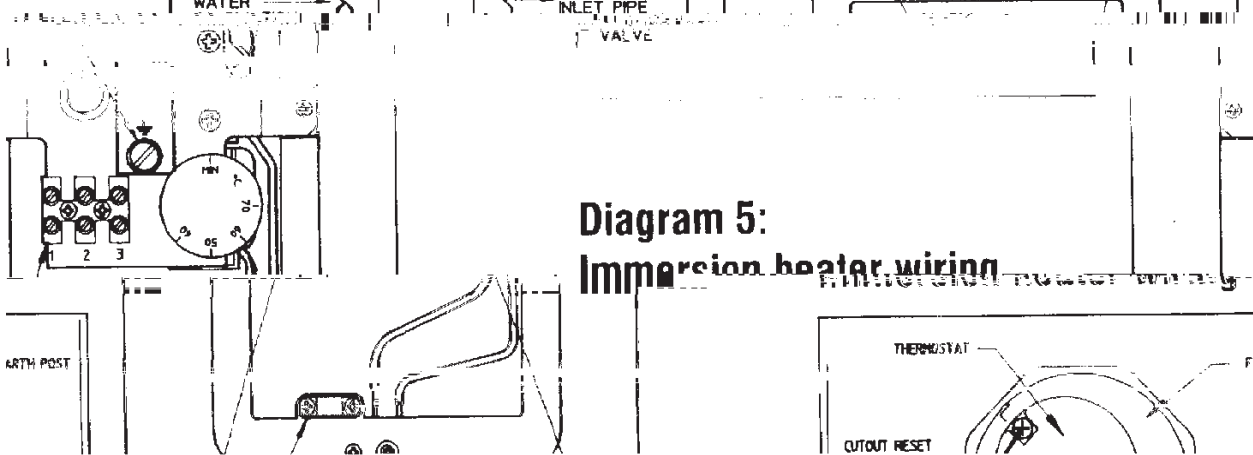 WATER
INLET PIPE
VALVE
MIN
°C
70
60
50
40
1 2 3
Diagram 5:
Immersion heater wiring
ARTH POST
THERMOSTAT
F
CUTOUT RESET